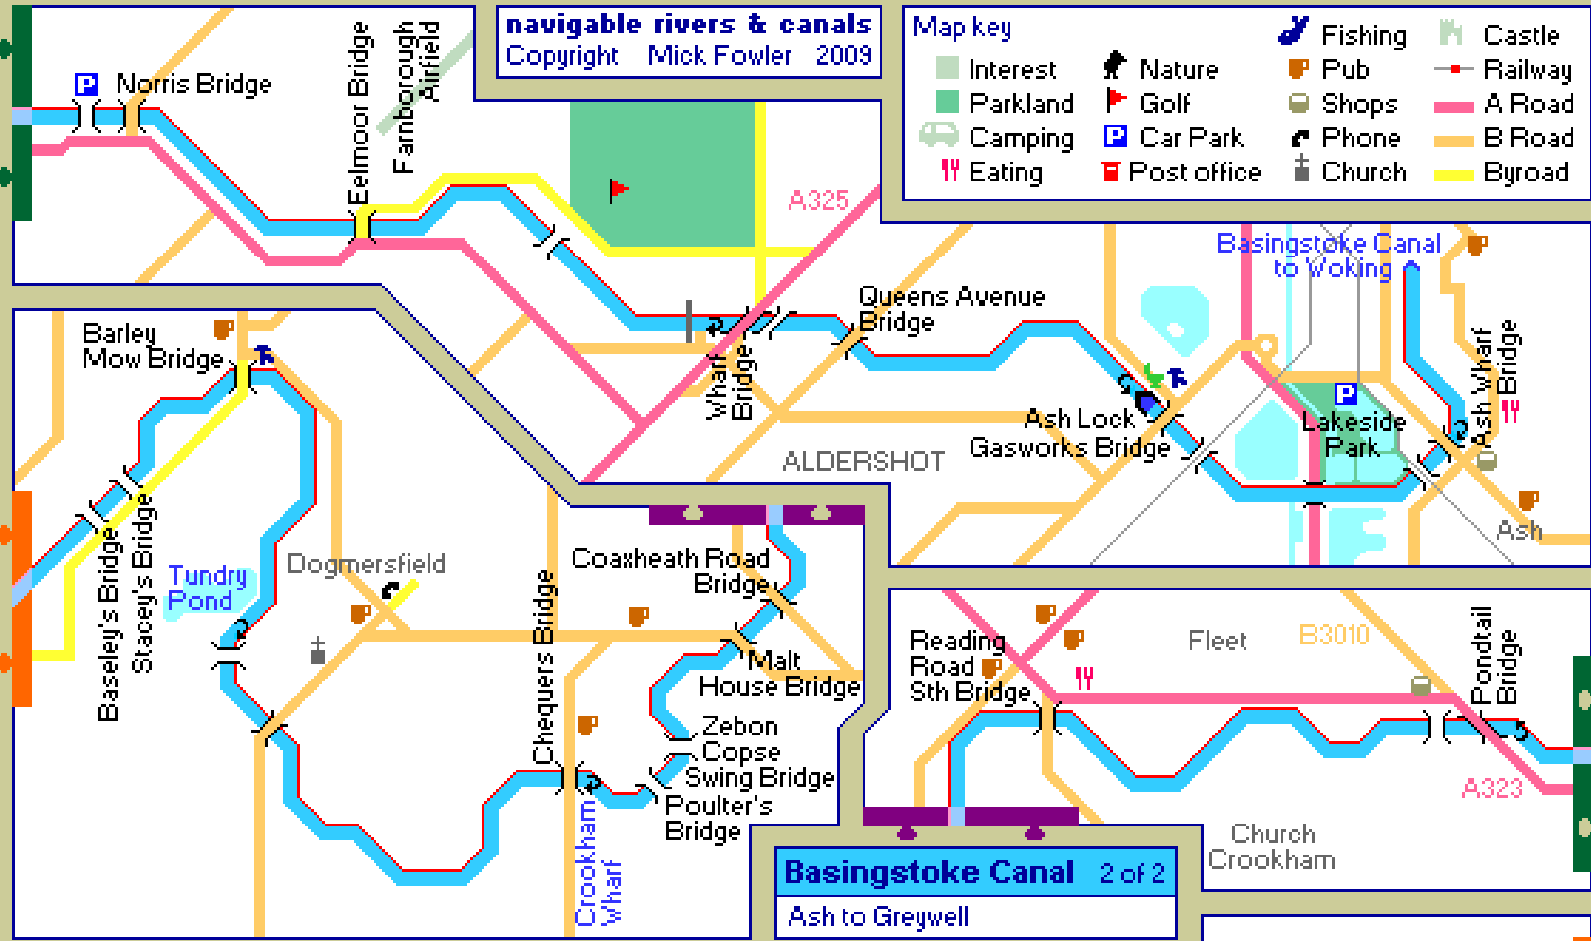 navigable rivers & canals
Copyright Mick Fowler 2009
Map key
Interest
Parkland
Camping
Eating
Nature
Golf
P Car Park
Post office
Fishing
Pub
Shops
Phone
Church
Castle
Railway
A Road
B Road
Byroad
P
Norris Bridge
Eelmoor Bridge
Farnborough
Airfield
A325
Wharf
Bridge
Queens Avenue
Bridge
Basingstoke Canal
to Woking
Ash Lock
Gasworks Bridge
ALDERSHOT
P
Lakeside
Park
Ash Wharf
Bridge
Ash
Barley
Mow Bridge
Baseley's Bridge
Stacey's Bridge
Tundry
Pond
Dogmersfield
Chequers Bridge
Coaxheath Road
Bridge
Malt
House Bridge
Zebon
Copse
Swing Bridge
Poulter's
Bridge
Crookham
Wharf
Reading
Road
Sth Bridge
Fleet
B3010
Pondtail
Bridge
A323
Church
Crookham
Basingstoke Canal 2 of 2
Ash to Greywell